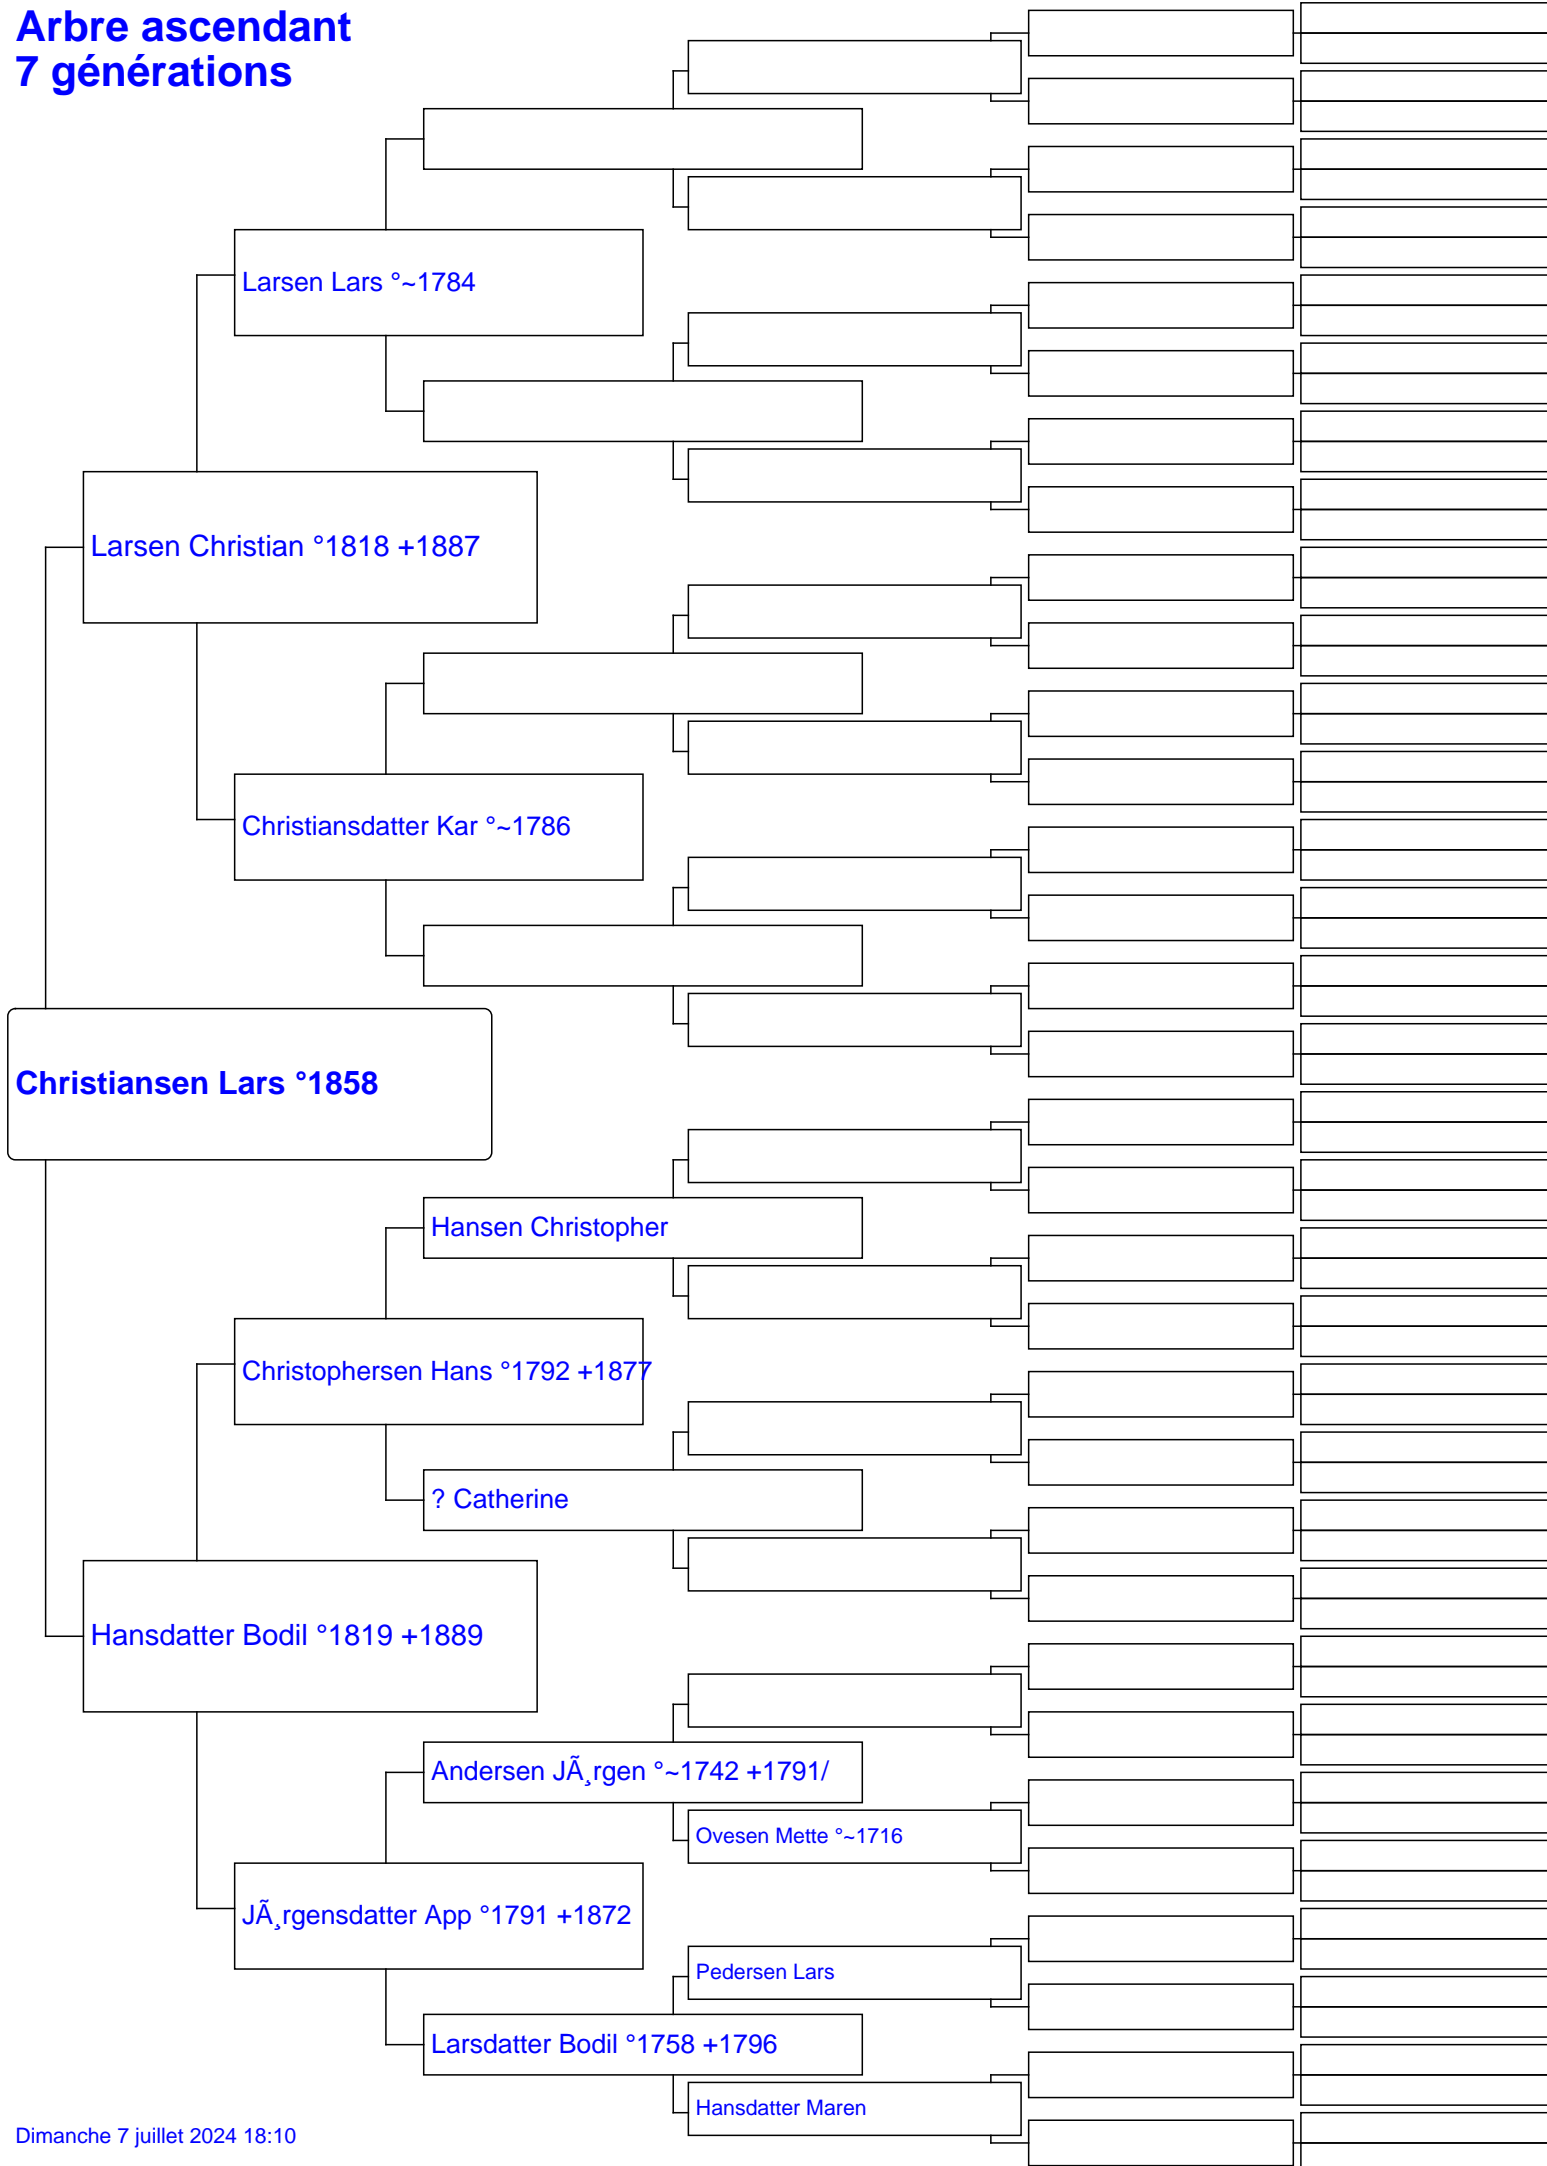 Arbre ascendant
7 générations
Larsen Lars °~1784
Larsen Christian °1818 +1887
Christiansdatter Kar °~1786
Christiansen Lars °1858
Hansen Christopher
Christophersen Hans °1792 +1877
? Catherine
Hansdatter Bodil °1819 +1889
Andersen JÃ¸rgen °~1742 +1791/
Ovesen Mette °~1716
JÃ¸rgensdatter App °1791 +1872
Pedersen Lars
Larsdatter Bodil °1758 +1796
Hansdatter Maren
Dimanche 7 juillet 2024 18:10